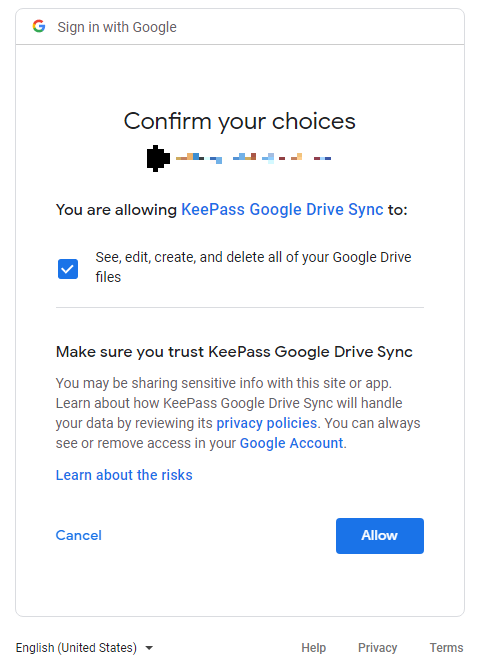 Sign in with Google
Confirm your choices
You are allowing KeePass Google Drive Sync to:
See, edit, create, and delete all of your Google Drive
files
Make sure you trust KeePass Google Drive Sync
You may be sharing sensitive info with this site or app.
Learn about how KeePass Google Drive Sync will handle
your data by reviewing its privacy policies. You can always
see or remove access in your Google Account.
Learn about the risks
Cancel Allow
English (United States) Help Privacy Terms